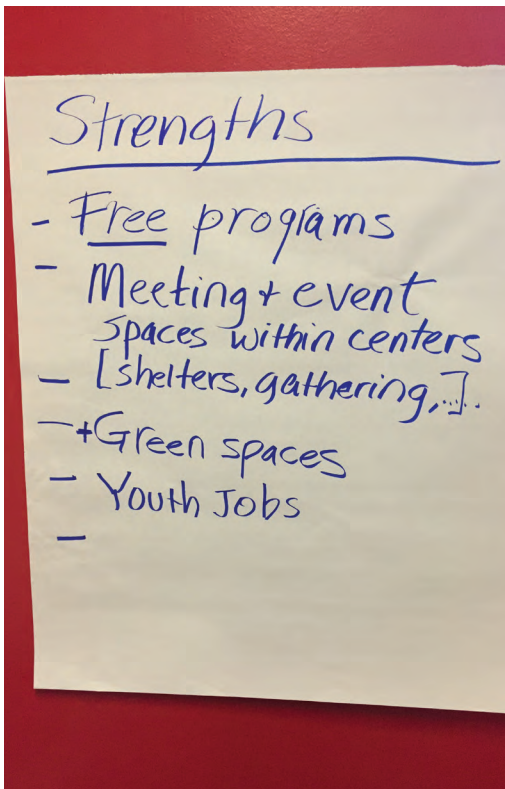 Strengths
- Free programs
- Meeting + event
spaces within centers
- [shelters, gathering,...].
- + Green spaces
- Youth Jobs
-